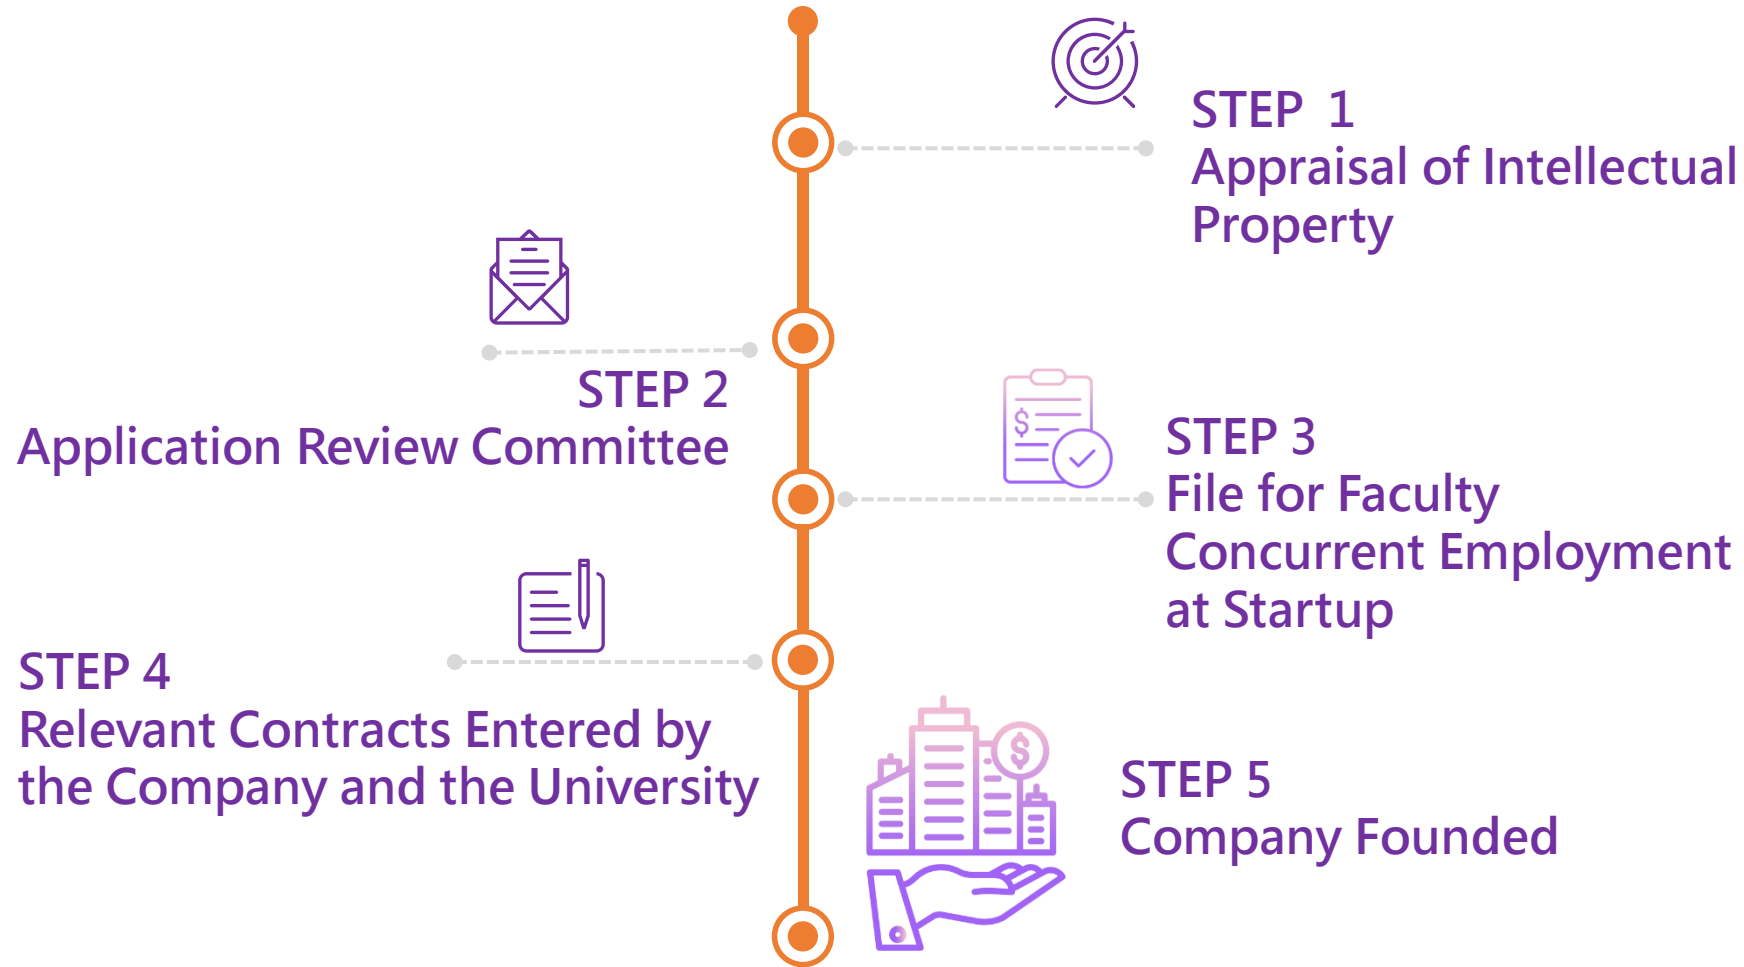 STEP 1
Appraisal of Intellectual
Property
STEP 2
Application Review Committee
$
STEP 3
File for Faculty
Concurrent Employment
at Startup
STEP 4
Relevant Contracts Entered by
the Company and the University
$
STEP 5
Company Founded